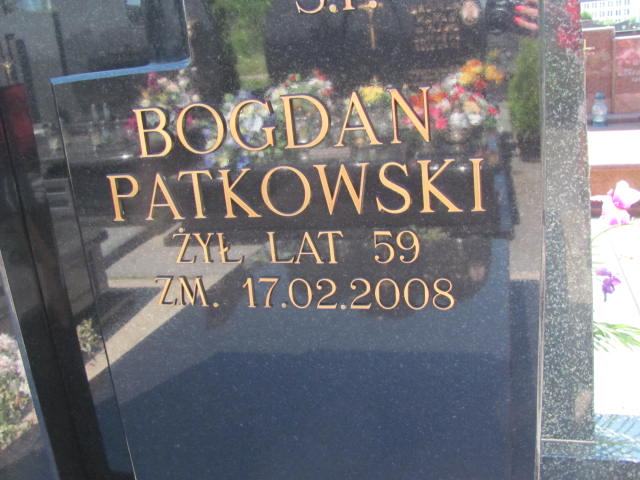 Ś.P.
BOGDAN
PATKOWSKI
ŻYŁ LAT 59
ZM. 17.02.2008